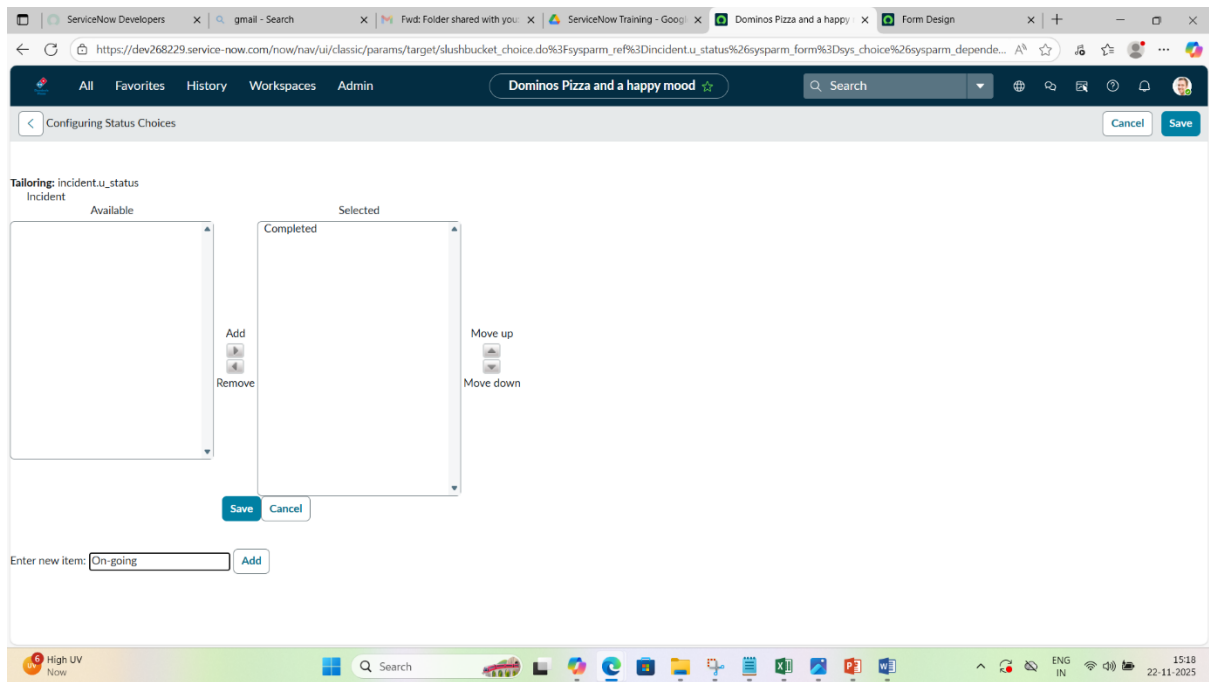 ServiceNow Developers
gmail - Search
Fwd: Folder shared with you:
ServiceNow Training - Googl
Dominos Pizza and a happy
Form Design
https://dev268229.service-now.com/now/nav/ui/classic/params/target/slushbucket_choice.do%3Fsysparm_ref%3Dincident.u_status%26sysparm_form%3Dsys_choice%26sysparm_depende...
All Favorites History Workspaces Admin
Dominos Pizza and a happy mood
Search
Configuring Status Choices
Cancel Save
Tailoring: incident.u_status
Incident
Available Selected
Completed
Add
Remove
Move up
Move down
Save Cancel
Enter new item: On-going Add
6
High UV
Now
Search
ENG
IN
15:18
22-11-2025